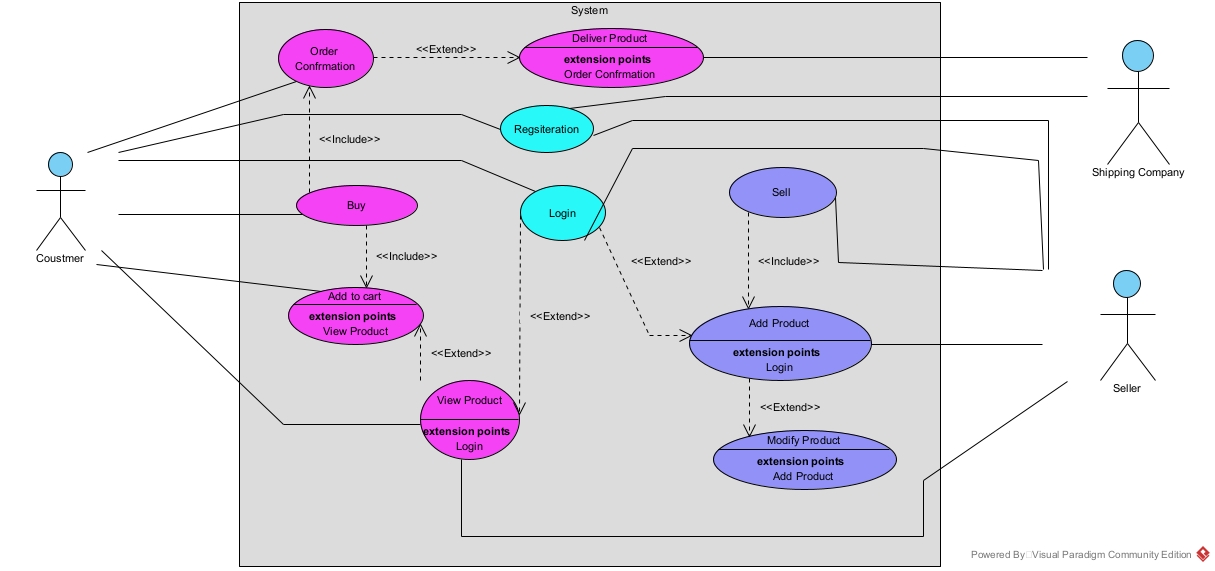 System
Order
Confrmation
<<Extend>>
Deliver Product
extension points
Order Confrmation
Regsiteration
<<Include>>
Shipping Company
Sell
Buy
Login
Coustmer
<<Include>>
<<Extend>>
<<Include>>
Add to cart
extension points
View Product
<<Extend>>
Add Product
extension points
Login
<<Extend>>
Seller
View Product
extension points
Login
<<Extend>>
Modify Product
extension points
Add Product
Powered By Visual Paradigm Community Edition